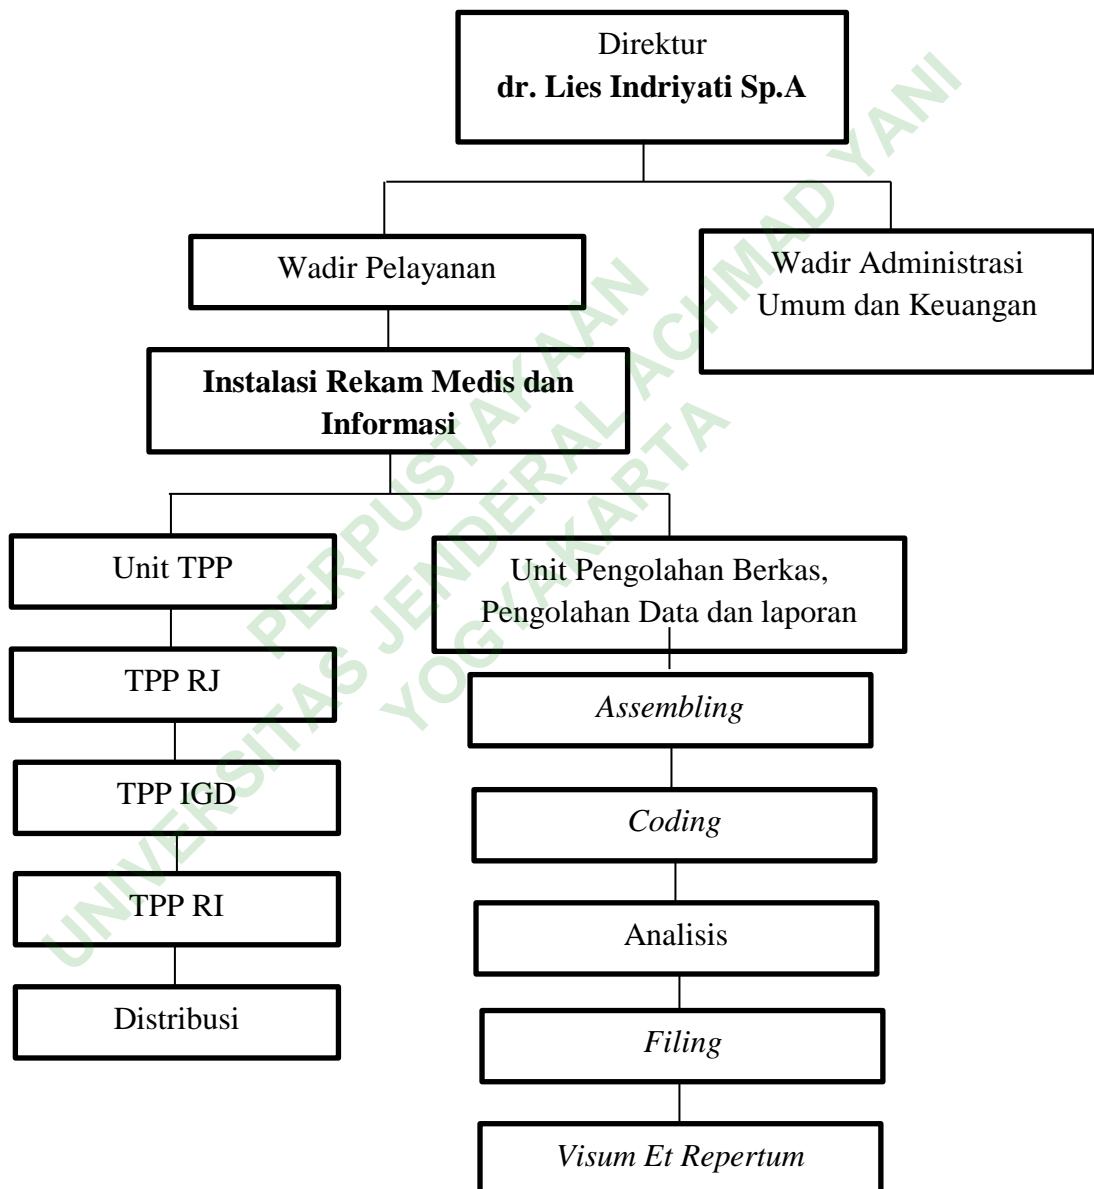 Direktur
dr. Lies Indriyati Sp.A
Wadir Pelayanan
Wadir Administrasi
Umum dan Keuangan
Instalasi Rekam Medis dan
Informasi
Unit TPP
Unit Pengolahan Berkas,
Pengolahan Data dan laporan
TPP RJ
Assembling
TPP IGD
Coding
TPP RI
Analisis
Distribusi
Filing
Visum Et Repertum
PERPUSTAKAAN
UNIVERSITAS JENDERAL ACHMAD YANI
YOGYAKARTA